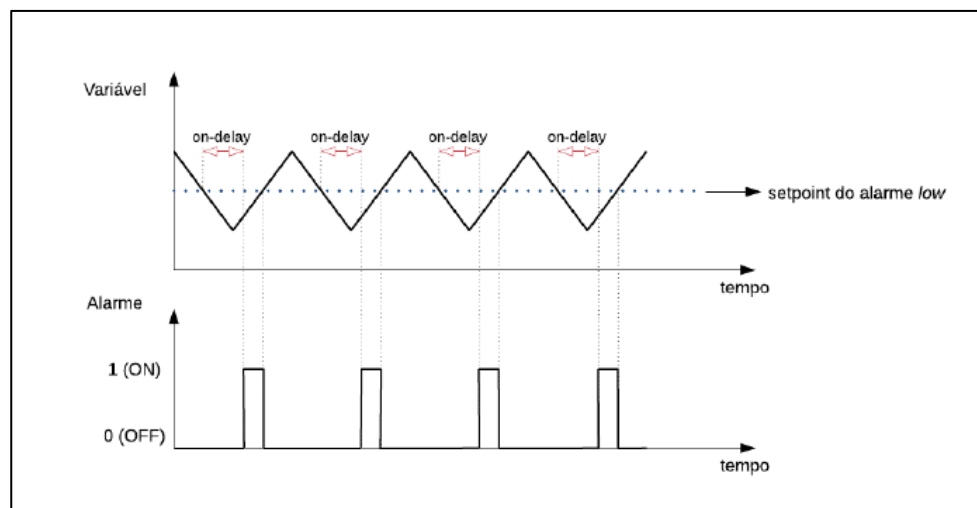 Variável
on-delay on-delay on-delay on-delay
setpoint do alarme low
tempo
Alarme
1 (ON)
0 (OFF)
tempo